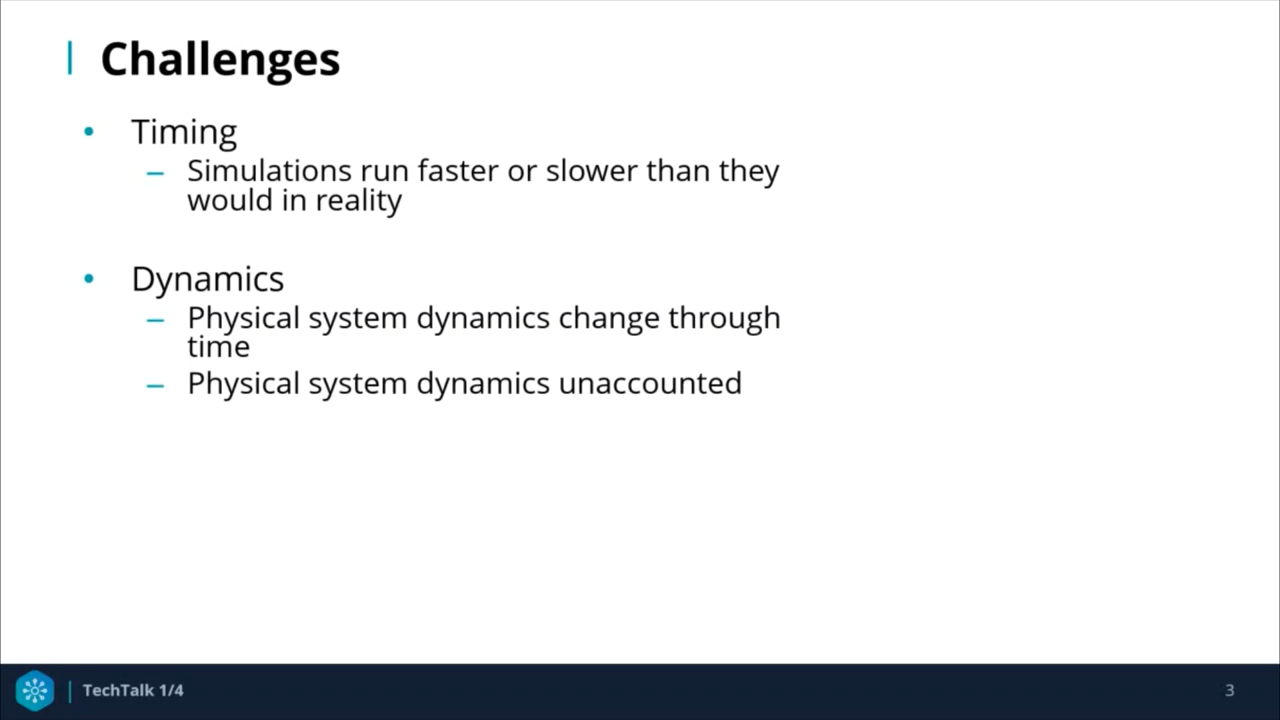 Challenges
• Timing
– Simulations run faster or slower than they
would in reality
• Dynamics
– Physical system dynamics change through
time
– Physical system dynamics unaccounted
TechTalk 1/4
3